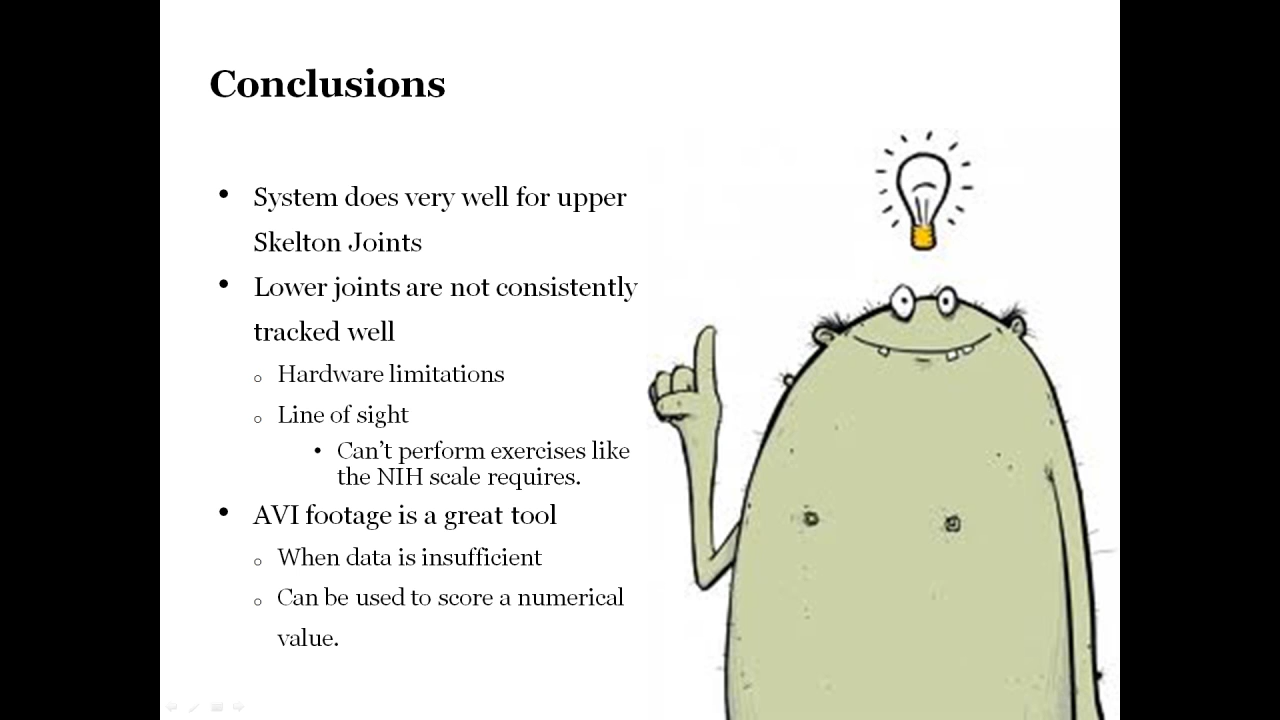 Conclusions
• System does very well for upper
Skelton Joints
• Lower joints are not consistently
tracked well
o Hardware limitations
o Line of sight
• Can't perform exercises like
the NIH scale requires.
• AVI footage is a great tool
o When data is insufficient
o Can be used to score a numerical
value.